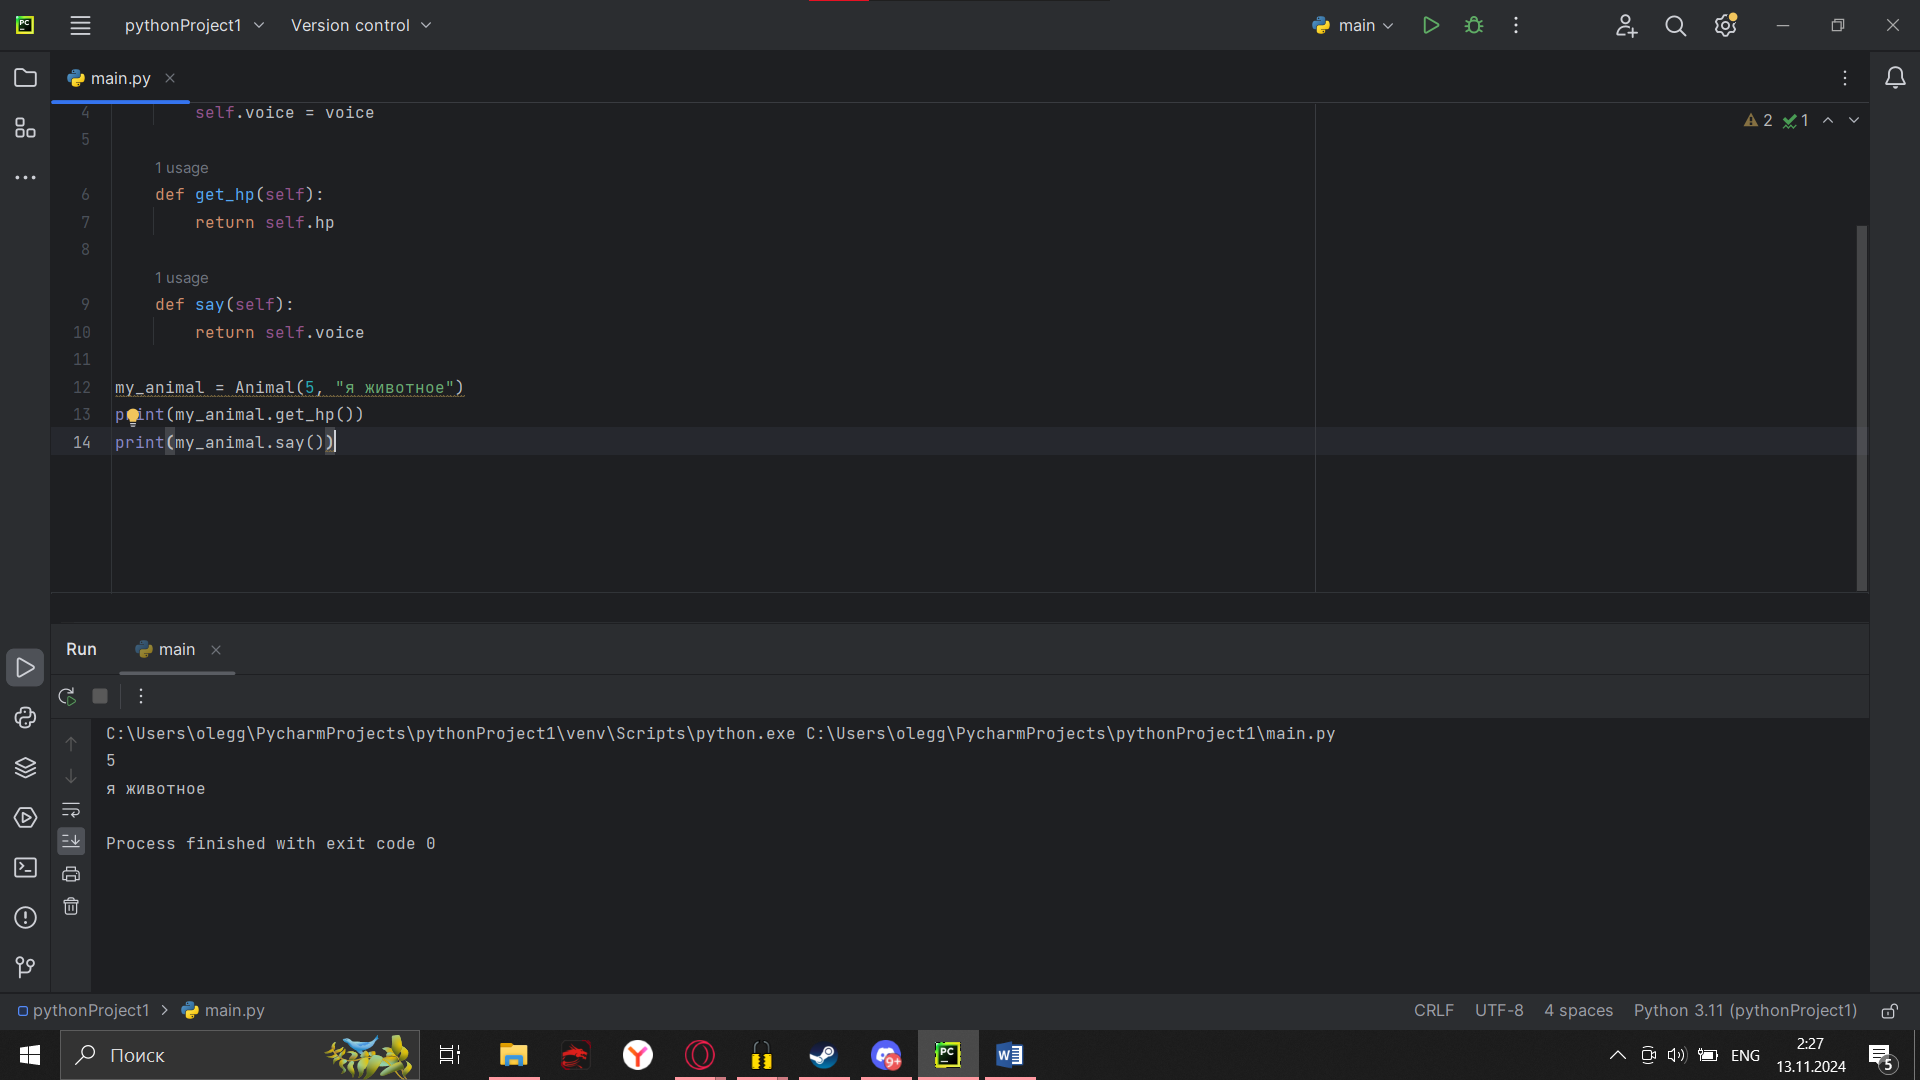 pythonProject1 Version control main
main.py
4 self.voice = voice
2 1
5
1 usage
6 def get_hp(self):
7 return self.hp
8
1 usage
9 def say(self):
10 return self.voice
11
12 my_animal = Animal(5, "я животное")
13 print(my_animal.get_hp())
14 print(my_animal.say())
Run main
C:\Users\olegg\PycharmProjects\pythonProject1\venv\Scripts\python.exe C:\Users\olegg\PycharmProjects\pythonProject1\main.py
5
я животное
Process finished with exit code 0
pythonProject1 main.py CRLF UTF-8 4 spaces Python 3.11 (pythonProject1)
Поиск
9+
ENG
2:27
13.11.2024
5